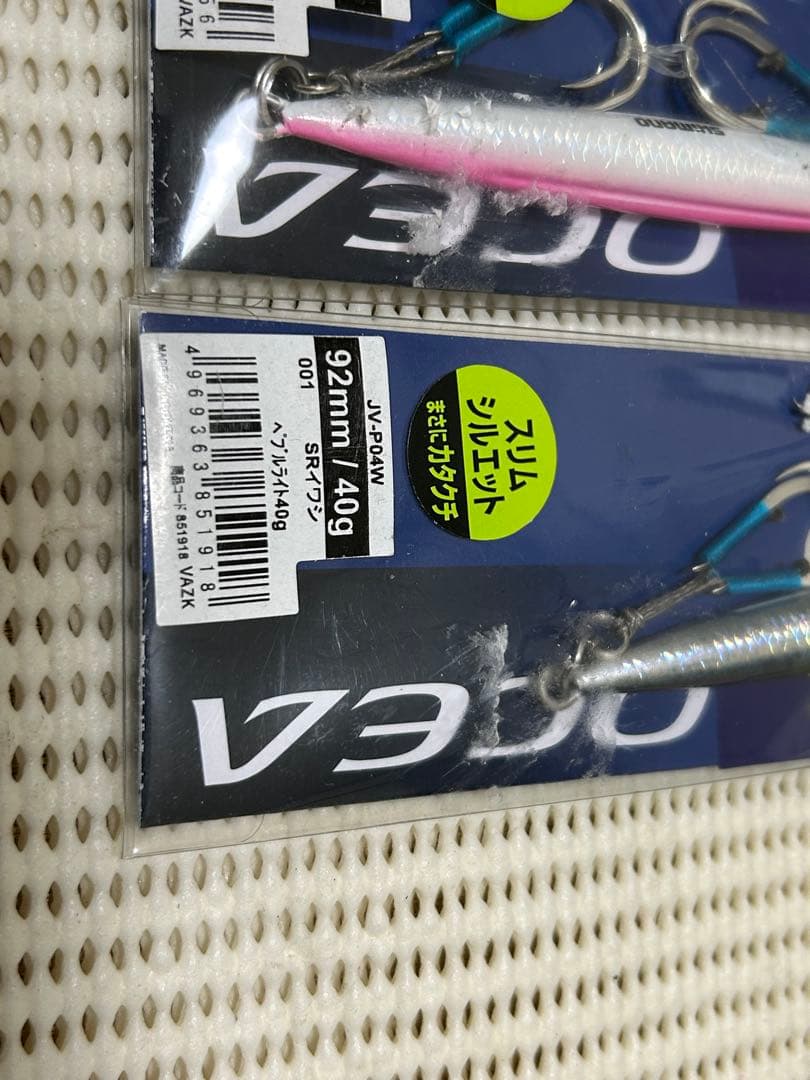 VAZK
SHIMANO
OCEA
JV-P04W
92mm / 40g
001 SRイワシ
ペブルライト40g
4 969363 851918
商品コード 851918 VAZK
スリム
シルエット
まさにカタクチ
OCEA